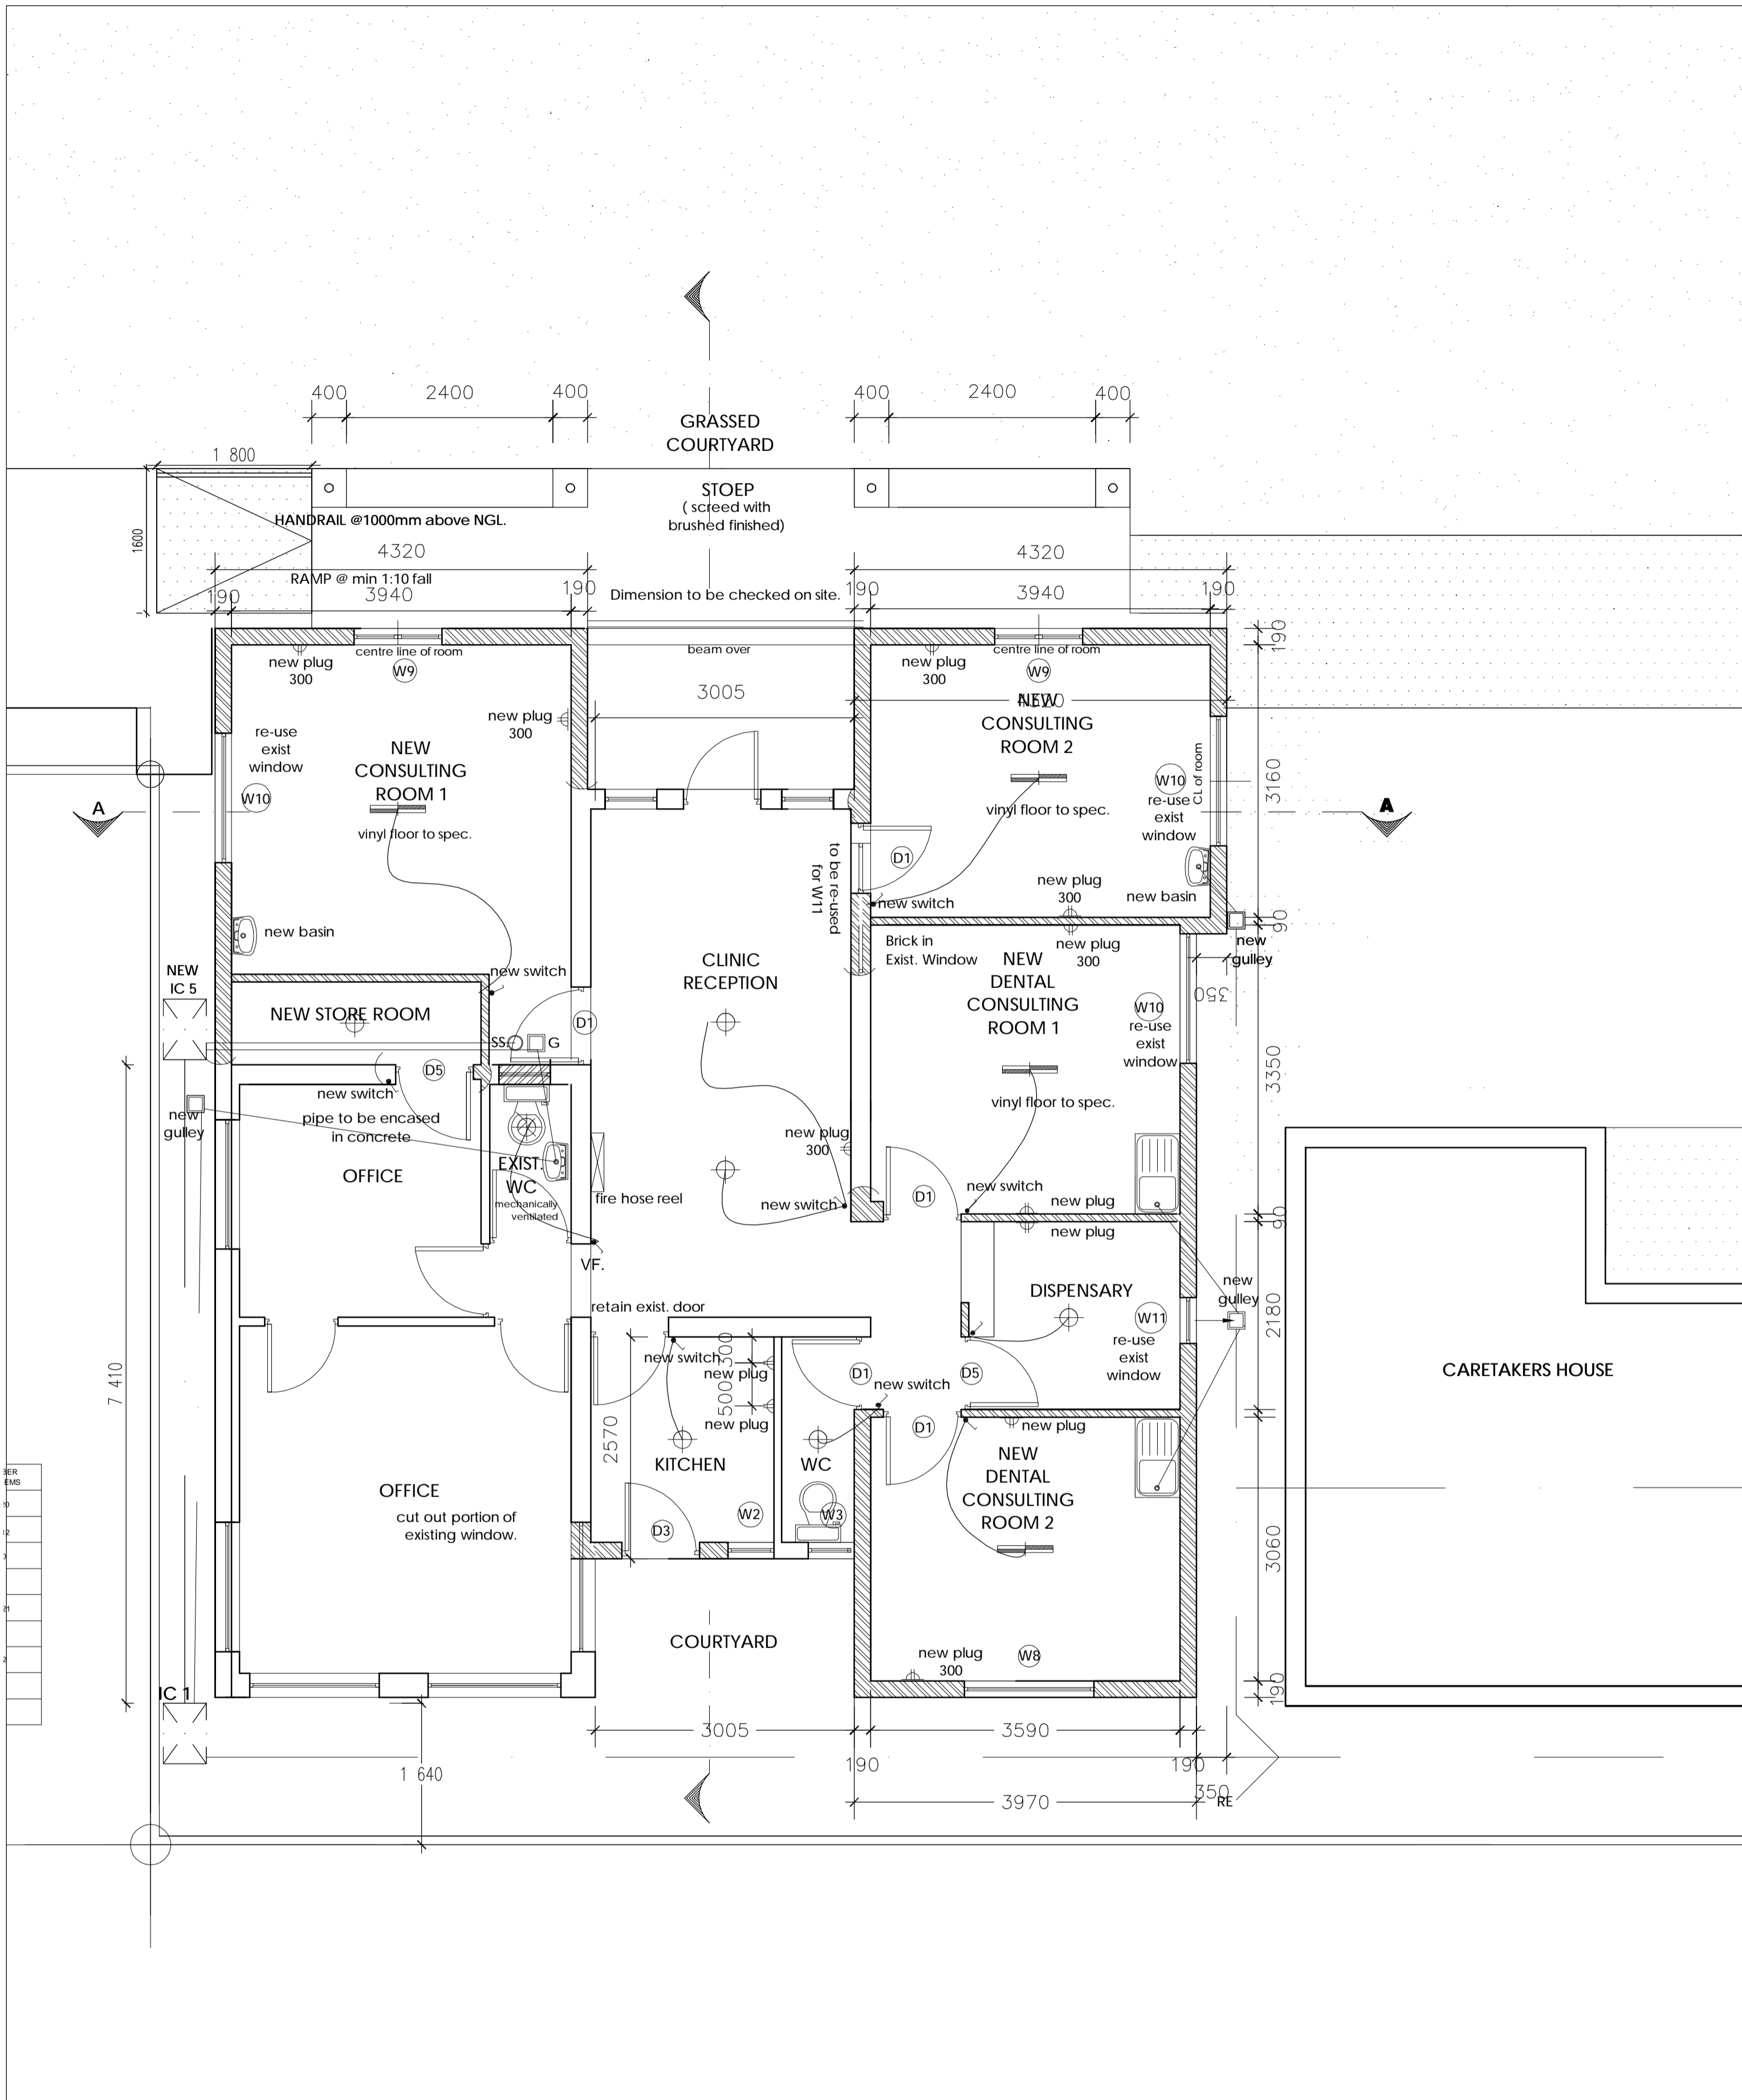 400
2400
400
400
2400
400
GRASSED
COURTYARD
1 800
STOEP
( screed with
brushed finished)
HANDRAIL @1000mm above NGL.
1600
4320
4320
RAMP @ min 1:10 fall
190
3940
190
Dimension to be checked on site.
190
3940
190
190
new plug
300
centre line of room
W9
beam over
new plug
300
centre line of room
W9
3005
4320
new plug
300
re-use
exist
window
W10
NEW
CONSULTING
ROOM 1
vinyl floor to spec.
NEW
CONSULTING
ROOM 2
vinyl floor to spec.
W10
CL of room
re-use
exist
window
3160
A
A
to be re-used
for W11
D1
new switch
new plug
300
new basin
new basin
90
new
gulley
Brick in
Exist. Window
new plug
300
CLINIC
RECEPTION
NEW
DENTAL
CONSULTING
ROOM 1
350
NEW
IC 5
new switch
W10
re-use
exist
window
NEW STORE ROOM
D1
SS.
G
D5
3350
new switch
vinyl floor to spec.
new
gulley
pipe to be encased
in concrete
new plug
300
OFFICE
EXIST.
WC
mechanically
ventilated
fire hose reel
new switch
D1
new switch
new plug
new plug
90
VF.
DISPENSARY
new
gulley
retain exist. door
W11
re-use
exist
window
2180
7 410
new switch
300
new plug
500
new plug
D1
D5
new switch
CARETAKERS HOUSE
2570
D1
new plug
KITCHEN
WC
NEW
DENTAL
CONSULTING
ROOM 2
OFFICE
cut out portion of
existing window.
D3
W2
W3
3060
BER
EMS
20
12
0
21
2
COURTYARD
new plug
300
W8
190
IC 1
3005
3590
190
190
1 640
350
3970
RE